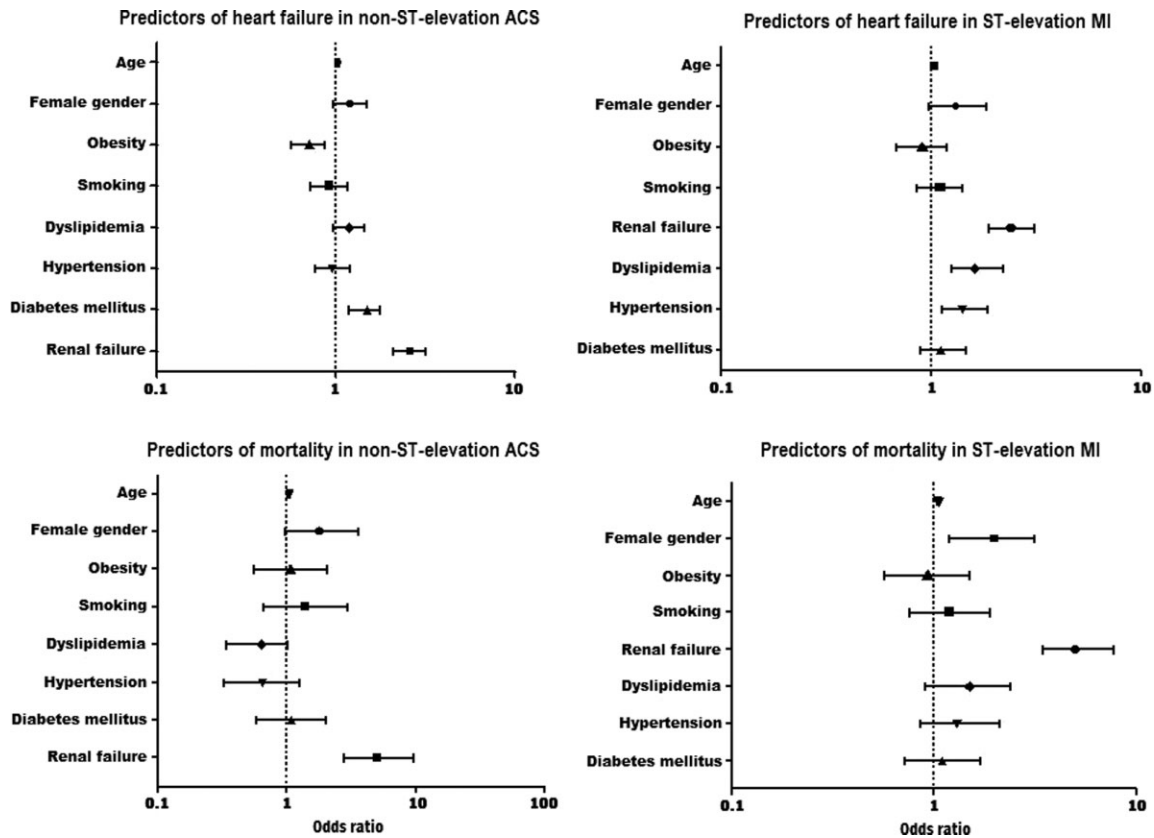 Predictors of heart failure in non-ST-elevation ACS
Age
Female gender
Obesity
Smoking
Dyslipidemia
Hypertension
Diabetes mellitus
Renal failure
0.1 1 10
Predictors of heart failure in ST-elevation MI
Age
Female gender
Obesity
Smoking
Renal failure
Dyslipidemia
Hypertension
Diabetes mellitus
0.1 1 10
Predictors of mortality in non-ST-elevation ACS
Age
Female gender
Obesity
Smoking
Dyslipidemia
Hypertension
Diabetes mellitus
Renal failure
0.1 1 10 100
Odds ratio
Predictors of mortality in ST-elevation MI
Age
Female gender
Obesity
Smoking
Renal failure
Dyslipidemia
Hypertension
Diabetes mellitus
0.1 1 10
Odds ratio